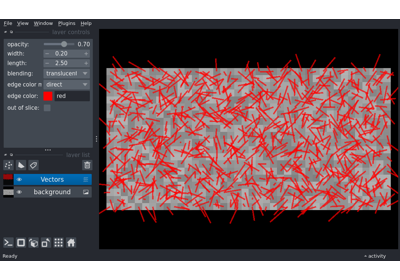 File View Window Plugins Help
layer controls
opacity: 0.70
width: 0.20
length: 2.50
blending: translucent
edge color m direct
edge color: red
out of slice:
layer list
Vectors
background
Ready
activity